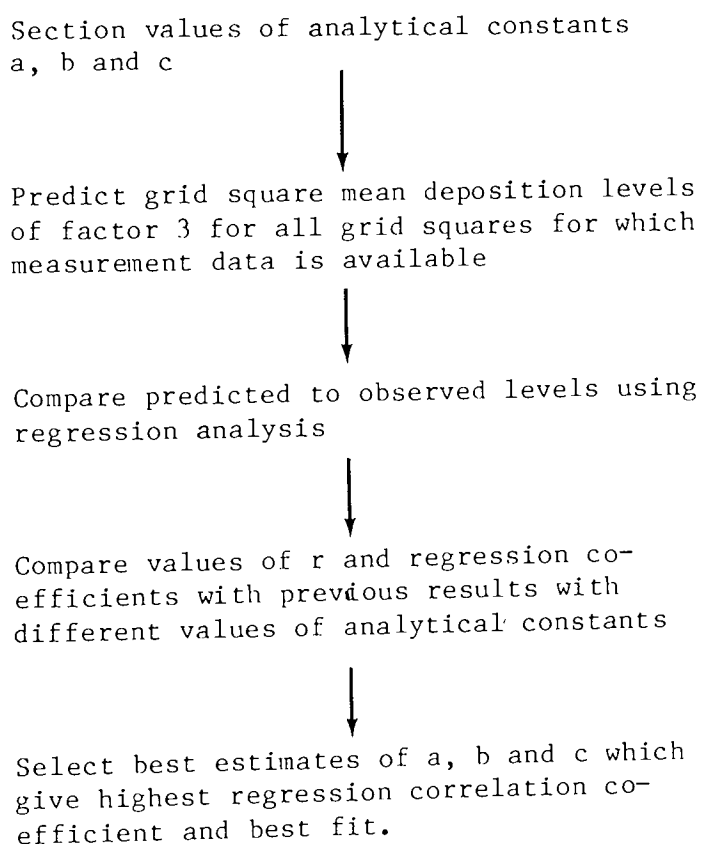 Section values of analytical constants
a, b and c
Predict grid square mean deposition levels
of factor 3 for all grid squares for which
measurement data is available
Compare predicted to observed levels using
regression analysis
Compare values of r and regression co-
efficients with previous results with
different values of analytical constants
Select best estimates of a, b and c which
give highest regression correlation co-
efficient and best fit.